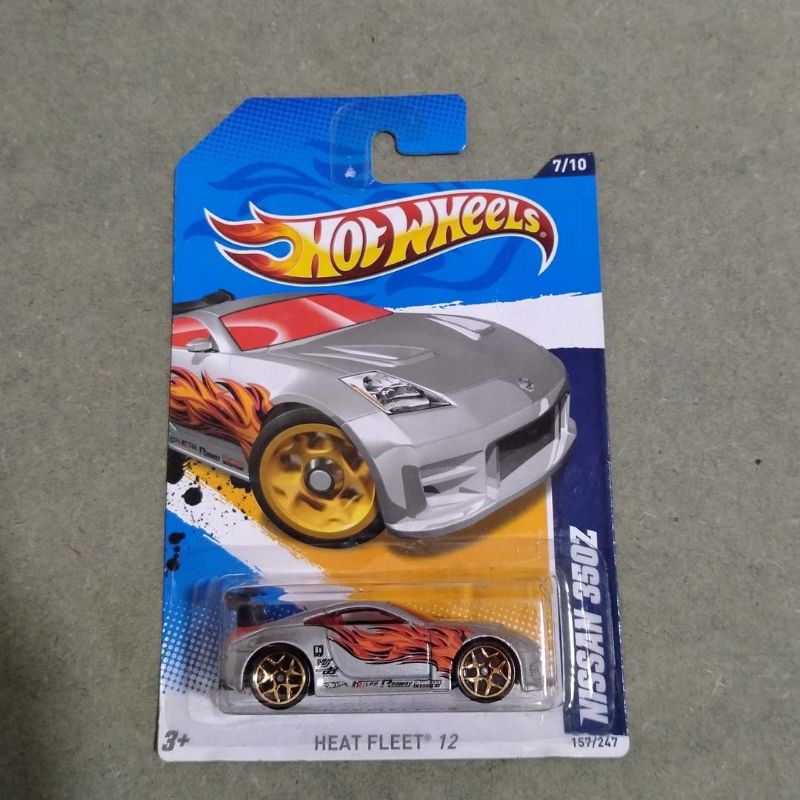 7/10
HOT WHEELS®
NISSAN 350Z
3+
HEAT FLEET® 12
157/247